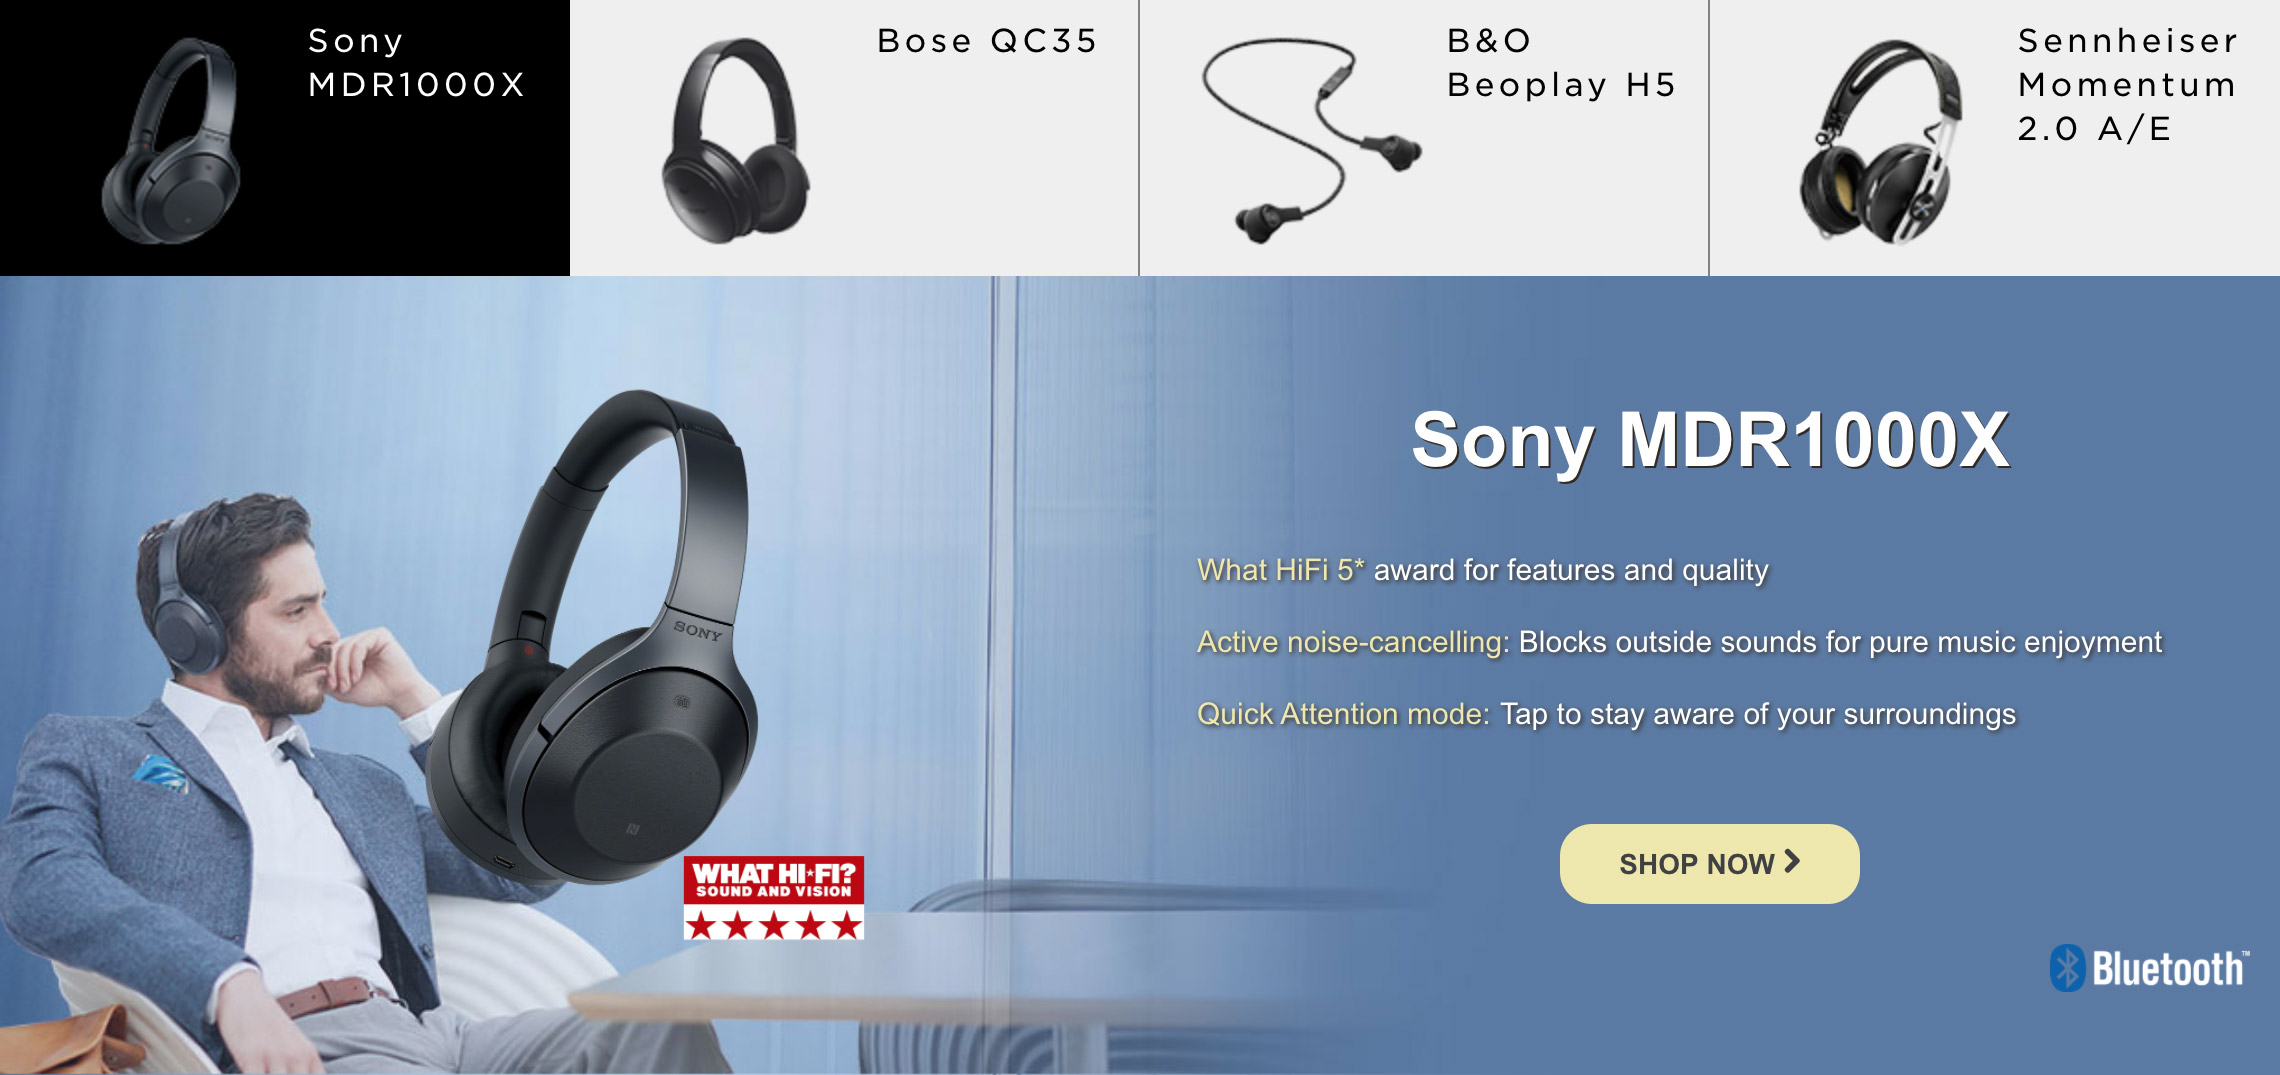 Sony
MDR1000X
Bose QC35
B&O
Beoplay H5
Sennheiser
Momentum
2.0 A/E
Sony MDR1000X
What HiFi 5* award for features and quality
Active noise-cancelling: Blocks outside sounds for pure music enjoyment
Quick Attention mode: Tap to stay aware of your surroundings
SHOP NOW
SONY
WHAT HI★FI?
SOUND AND VISION
Bluetooth™